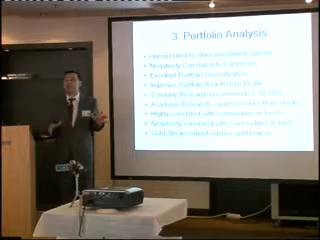 3. Portfolio Analysis
• Uncorrelated to other investment classes
• Negatively Correlated to Currencies
• Excellent Portfolio Diversification
• Improves Portfolio Risk Return Profile
• Scholarly Research recommends 5-10-20%
• Academic Research – gold no riskier than stocks
• Highly correlated with commodities in booms
• Negatively correlated with commodities in bust
• Gold Stocks cannot replace gold bullion